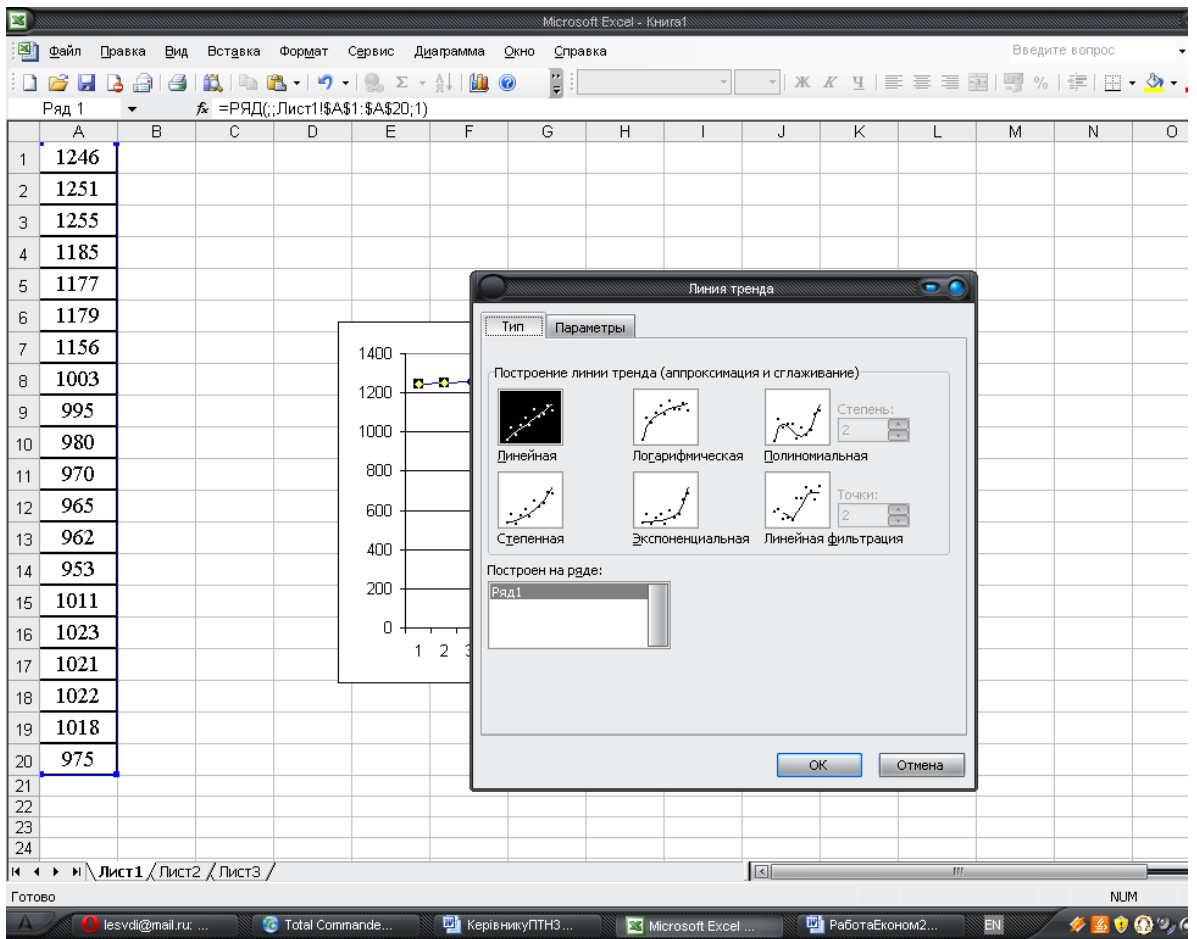 Microsoft Excel - Книга1
Файл Правка Вид Вставка Формат Сервис Диаграмма Окно Справка Введите вопрос
Ж К Ч %
Ряд 1 fx =РЯД(;;Лист1!$A$1:$A$20;1)
A B C D E F G H I J K L M N O
1 1246
2 1251
3 1255
4 1185
5 1177
6 1179
7 1156
8 1003
9 995
10 980
11 970
12 965
13 962
14 953
15 1011
16 1023
17 1021
18 1022
19 1018
20 975
21
22
23
24
1400
1200
1000
800
600
400
200
0
1 2 3
Линия тренда
Тип Параметры
Построение линии тренда (аппроксимация и сглаживание)
Степень:
2
Линейная Логарифмическая Полиномиальная
Точки:
2
Степенная Экспоненциальная Линейная фильтрация
Построен на ряде:
Ряд1
ОК Отмена
Лист1 Лист2 Лист3
Готово NUM
lesvdi@mail.ru: ... Total Commande... КерівникуПТНЗ... Microsoft Excel ... РаботаЕконом2... EN